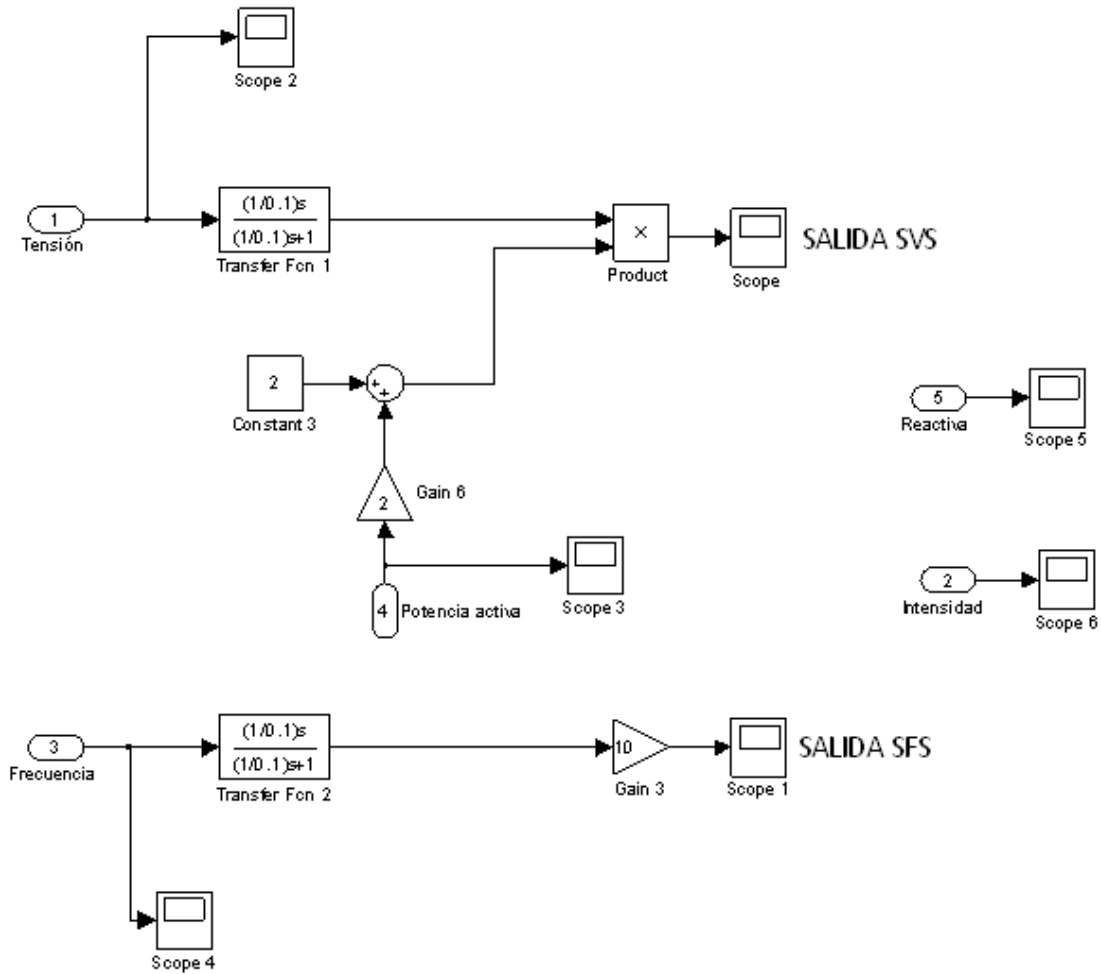 Scope 2
1
Tensión
(1/0.1)s
(1/0.1)s+1
Transfer Fcn 1
×
Product
Scope
SALIDA SVS
2
Constant 3
+
+
2
Gain 6
4
Potencia activa
Scope 3
5
Reactiva
Scope 5
2
Intensidad
Scope 6
3
Frecuencia
(1/0.1)s
(1/0.1)s+1
Transfer Fcn 2
10
Gain 3
Scope 1
SALIDA SFS
Scope 4